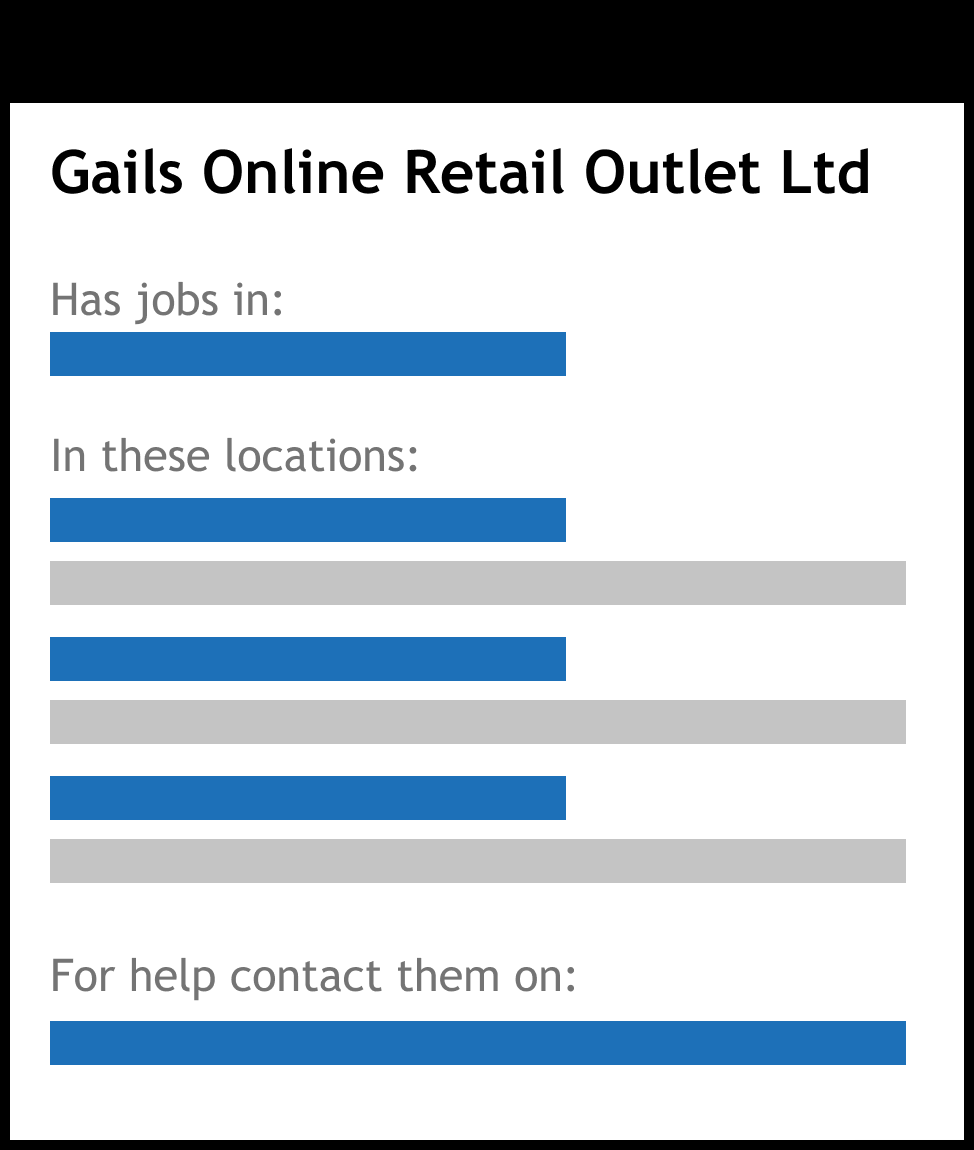 Gails Online Retail Outlet Ltd
Has jobs in:
In these locations:
For help contact them on: